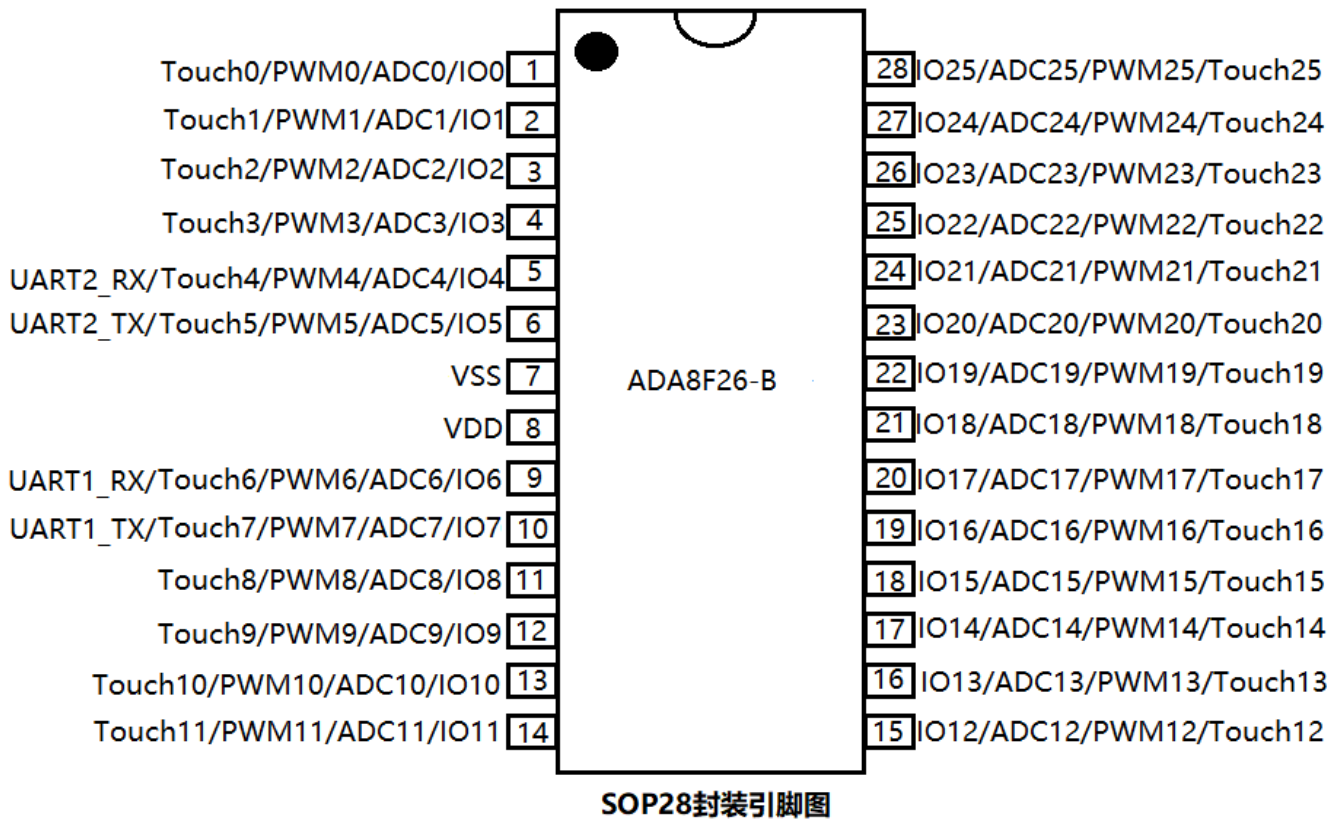 Touch0/PWM0/ADC0/IO0 1
Touch1/PWM1/ADC1/IO1 2
Touch2/PWM2/ADC2/IO2 3
Touch3/PWM3/ADC3/IO3 4
UART2_RX/Touch4/PWM4/ADC4/IO4 5
UART2_TX/Touch5/PWM5/ADC5/IO5 6
VSS 7
VDD 8
UART1_RX/Touch6/PWM6/ADC6/IO6 9
UART1_TX/Touch7/PWM7/ADC7/IO7 10
Touch8/PWM8/ADC8/IO8 11
Touch9/PWM9/ADC9/IO9 12
Touch10/PWM10/ADC10/IO10 13
Touch11/PWM11/ADC11/IO11 14
ADA8F26-B
28 IO25/ADC25/PWM25/Touch25
27 IO24/ADC24/PWM24/Touch24
26 IO23/ADC23/PWM23/Touch23
25 IO22/ADC22/PWM22/Touch22
24 IO21/ADC21/PWM21/Touch21
23 IO20/ADC20/PWM20/Touch20
22 IO19/ADC19/PWM19/Touch19
21 IO18/ADC18/PWM18/Touch18
20 IO17/ADC17/PWM17/Touch17
19 IO16/ADC16/PWM16/Touch16
18 IO15/ADC15/PWM15/Touch15
17 IO14/ADC14/PWM14/Touch14
16 IO13/ADC13/PWM13/Touch13
15 IO12/ADC12/PWM12/Touch12
SOP28封装引脚图